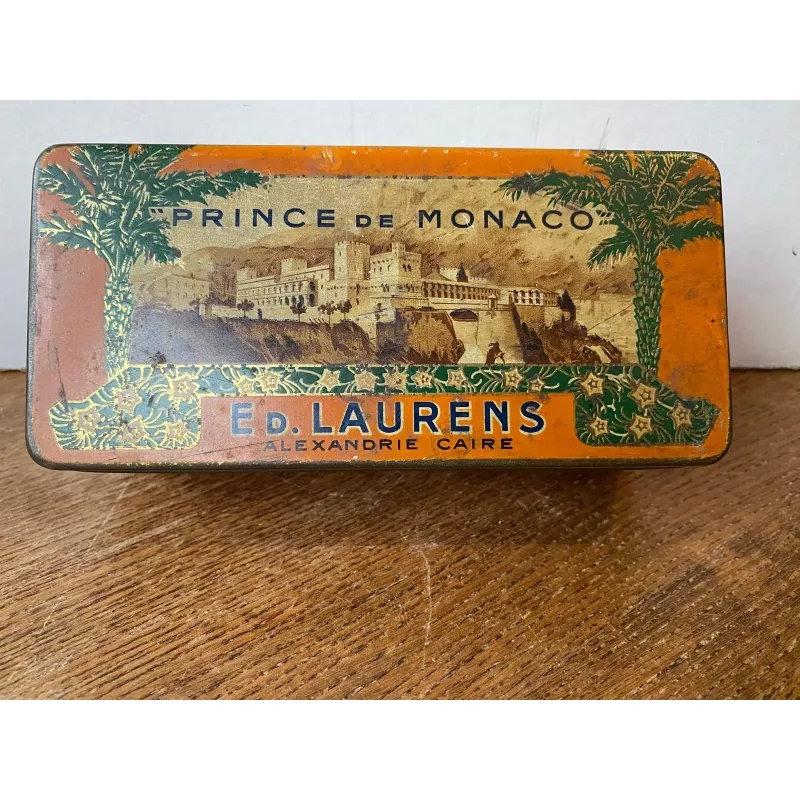 "PRINCE DE MONACO"
ED. LAURENS
ALEXANDRIE CAIRE